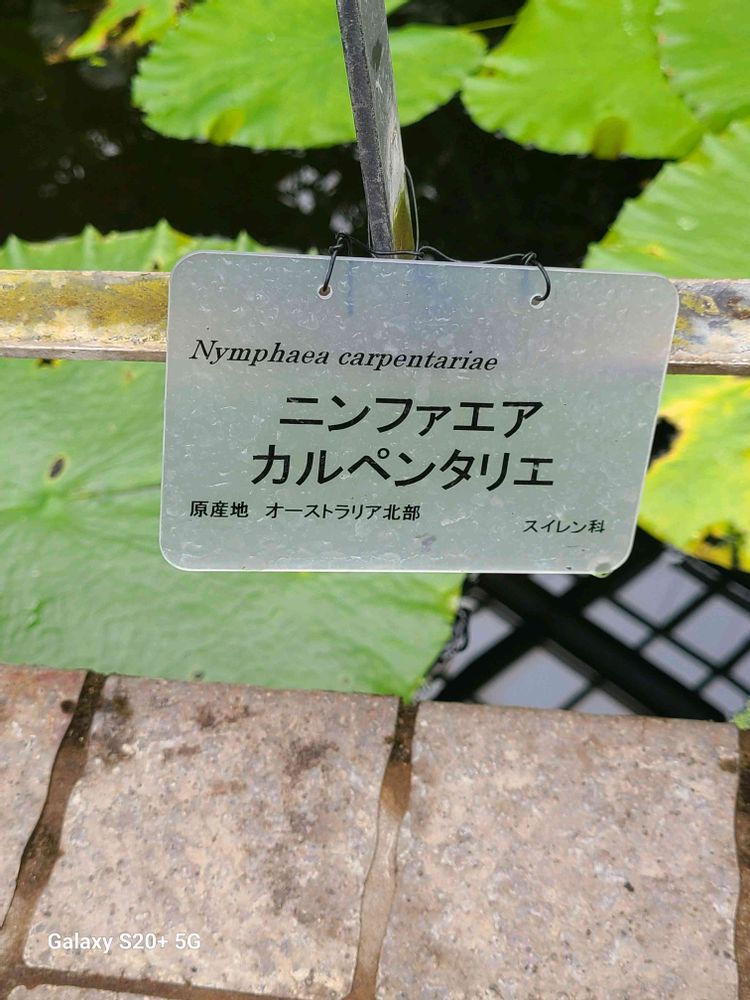 Nymphaea carpentariae
ニンファエア
カルペンタリエ
原産地 オーストラリア北部
スイレン科
Galaxy S20+ 5G